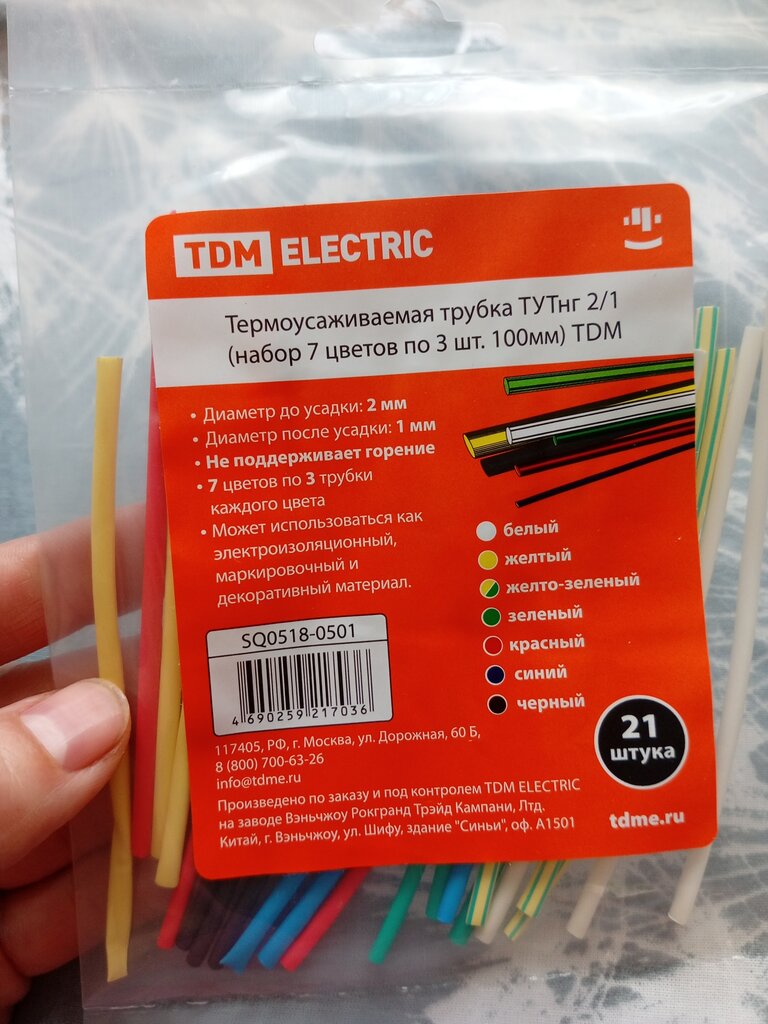 TDM ELECTRIC
Термоусаживаемая трубка ТУТнг 2/1
(набор 7 цветов по 3 шт. 100мм) TDM
• Диаметр до усадки: 2 мм
• Диаметр после усадки: 1 мм
• Не поддерживает горение
• 7 цветов по 3 трубки
каждого цвета
• Может использоваться как
электроизоляционный,
маркировочный и
декоративный материал.
белый
желтый
желто-зеленый
зеленый
красный
синий
черный
SQ0518-0501
4 690259 217036
21
штука
117405, РФ, г. Москва, ул. Дорожная, 60 Б,
8 (800) 700-63-26
info@tdme.ru
Произведено по заказу и под контролем TDM ELECTRIC
на заводе Вэньчжоу Рокгранд Трэйд Кампани, Лтд.
Китай, г. Вэньчжоу, ул. Шифу, здание "Синьи", оф. А1501
tdme.ru